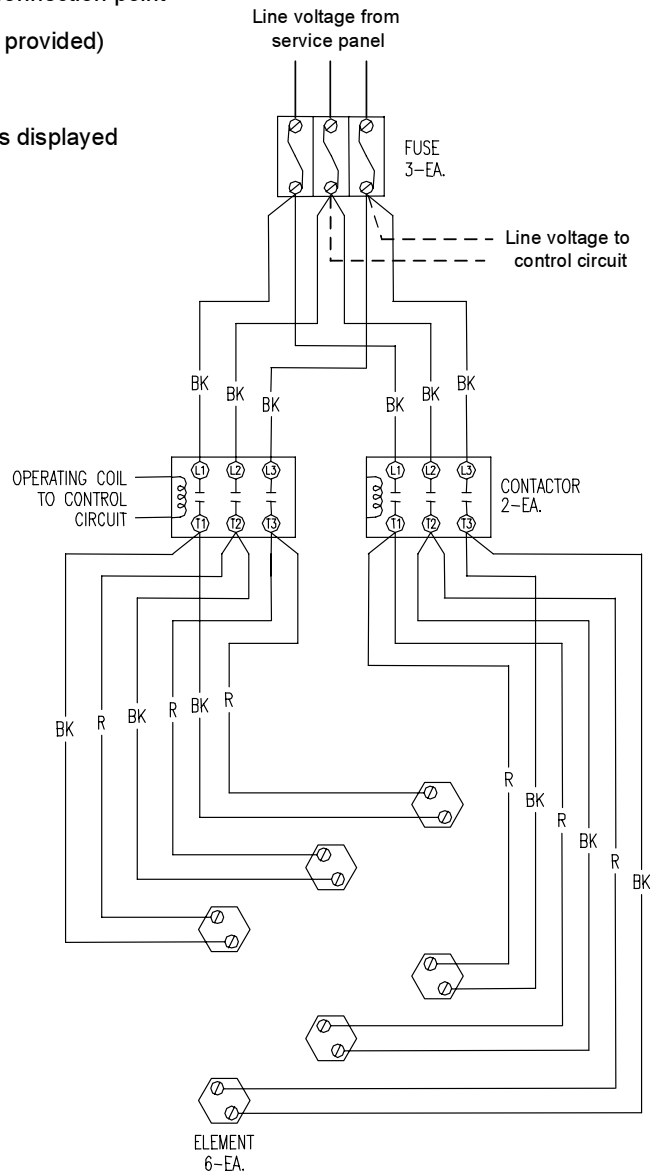 onnection point
provided)
s displayed
Line voltage from
service panel
FUSE
3-EA.
Line voltage to
control circuit
BK
BK
BK
BK
BK
BK
L1
L2
L3
L1
L2
L3
OPERATING COIL
TO CONTROL
CIRCUIT
CONTACTOR
2-EA.
T1
T2
T3
T1
T2
T3
BK
R
BK
R
BK
R
R
BK
R
BK
R
BK
ELEMENT
6-EA.